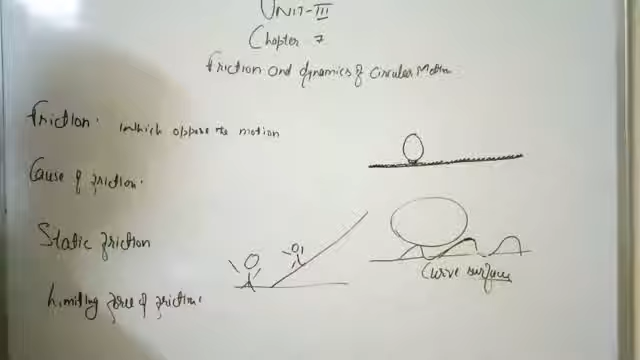 UNIT-III
Chapter 7
Friction and dynamics of Circular Motion
Friction: Which oppose the motion
Cause of friction:
Static friction
Curve surface
Limiting force of friction: